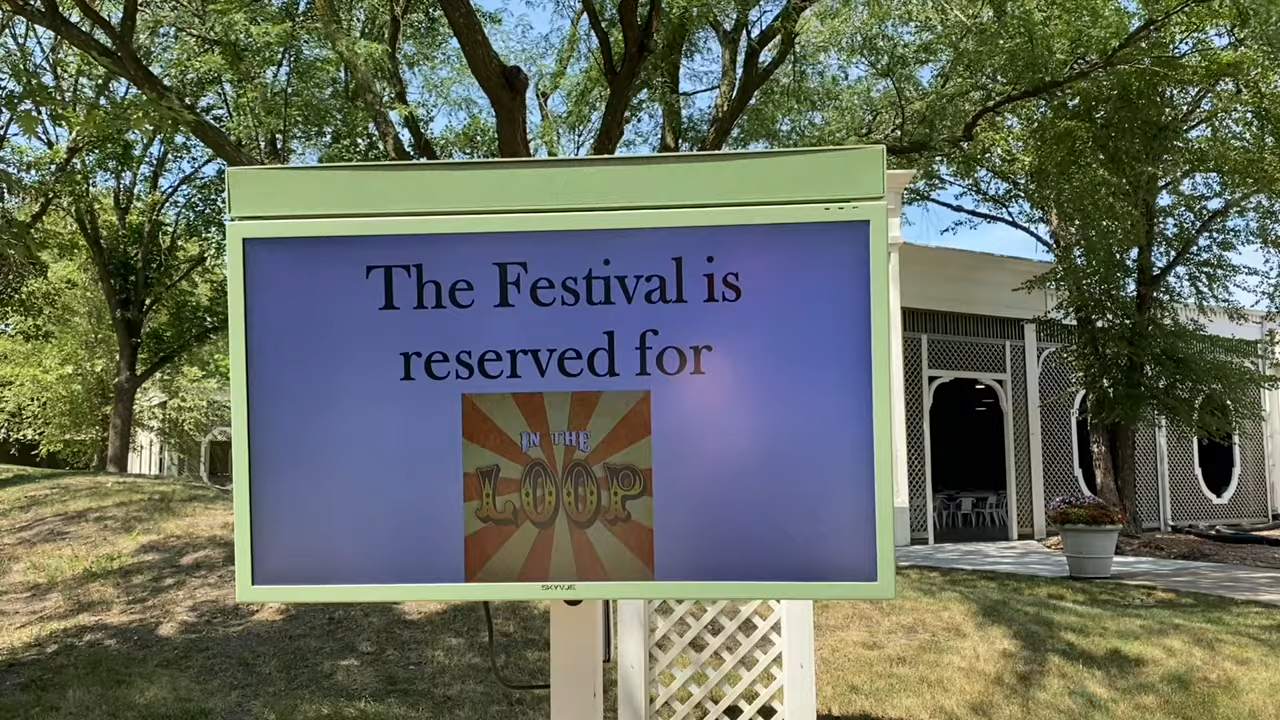 The Festival is
reserved for
IN THE
LOOP
SKYVUE